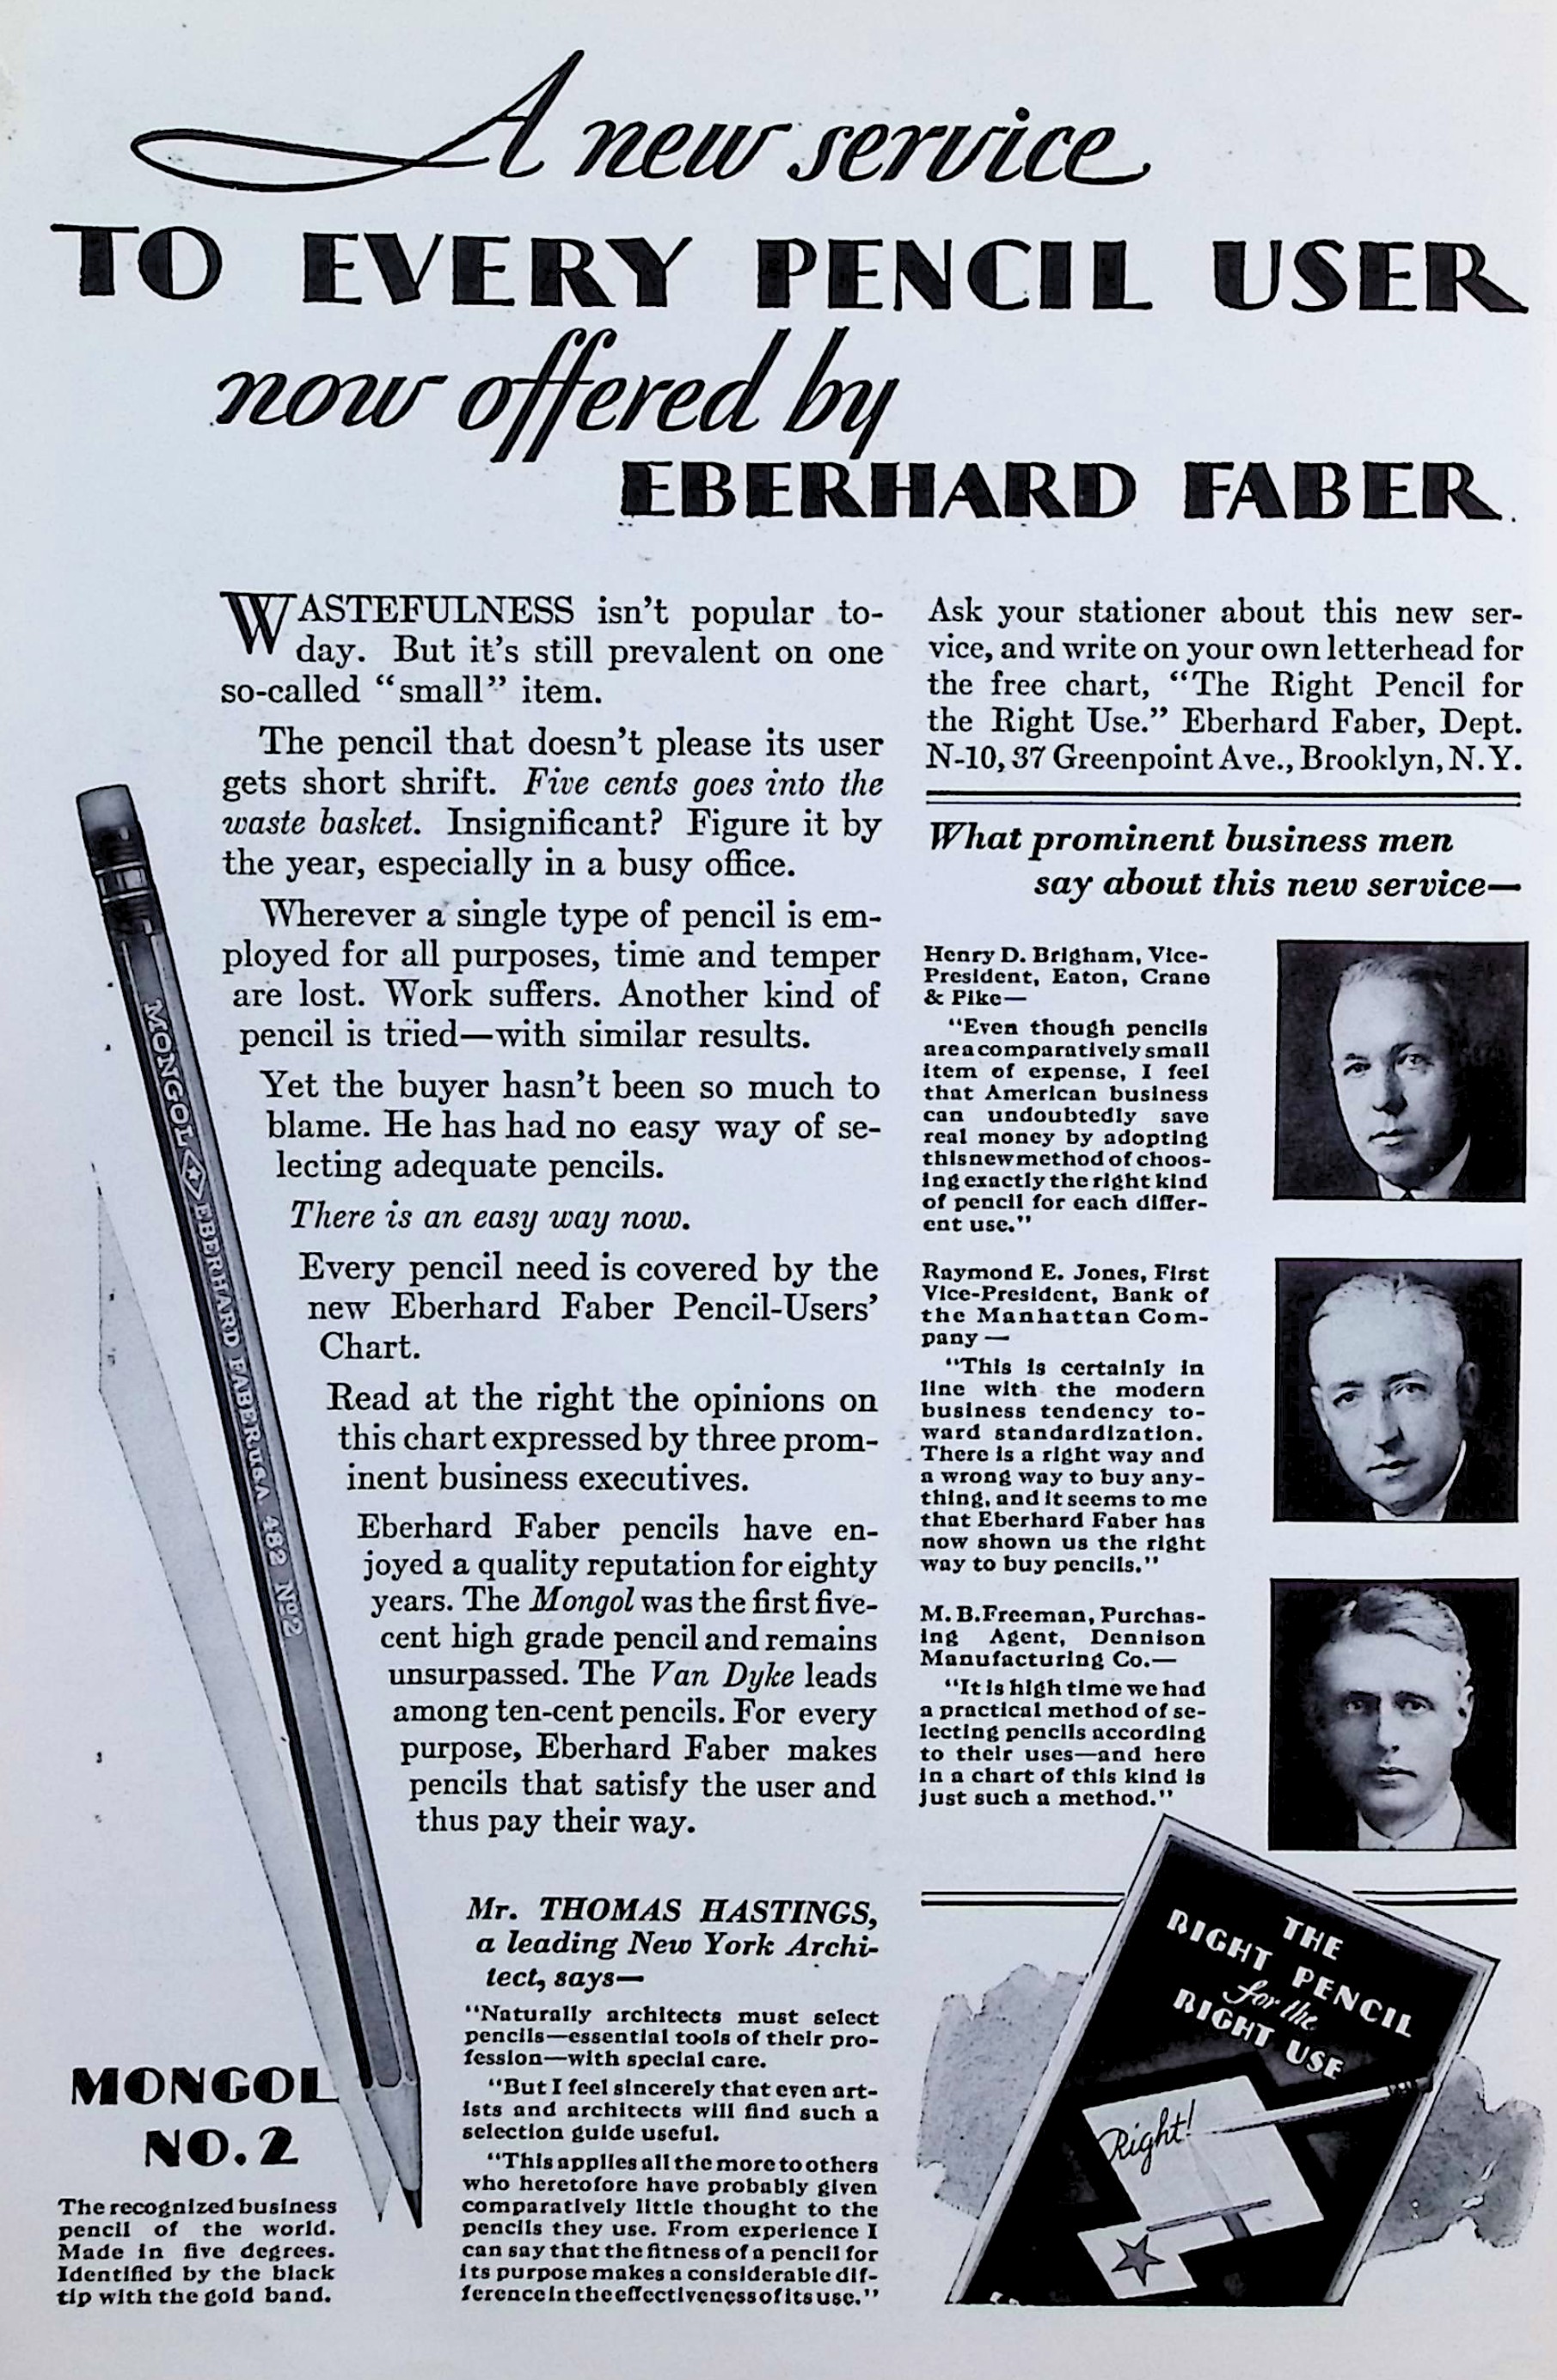 A new service
TO EVERY PENCIL USER
now offered by
EBERHARD FABER
WASTEFULNESS isn't popular to-
day. But it's still prevalent on one
so-called "small" item.
The pencil that doesn't please its user
gets short shrift. Five cents goes into the
waste basket. Insignificant? Figure it by
the year, especially in a busy office.
Wherever a single type of pencil is em-
ployed for all purposes, time and temper
are lost. Work suffers. Another kind of
pencil is tried—with similar results.
Yet the buyer hasn't been so much to
blame. He has had no easy way of se-
lecting adequate pencils.
There is an easy way now.
Every pencil need is covered by the
new Eberhard Faber Pencil-Users'
Chart.
Read at the right the opinions on
this chart expressed by three prom-
inent business executives.
Eberhard Faber pencils have en-
joyed a quality reputation for eighty
years. The Mongol was the first five-
cent high grade pencil and remains
unsurpassed. The Van Dyke leads
among ten-cent pencils. For every
purpose, Eberhard Faber makes
pencils that satisfy the user and
thus pay their way.
Mr. THOMAS HASTINGS,
a leading New York Archi-
tect, says—
"Naturally architects must select
pencils—essential tools of their pro-
fession—with special care.
"But I feel sincerely that even art-
ists and architects will find such a
selection guide useful.
"This applies all the more to others
who heretofore have probably given
comparatively little thought to the
pencils they use. From experience I
can say that the fitness of a pencil for
its purpose makes a considerable dif-
ference in the effectiveness of its use."
MONGOL EBERHARD FABER USA 482 Nº2
MONGOL
NO. 2
The recognized business
pencil of the world.
Made in five degrees.
Identified by the black
tip with the gold band.
Ask your stationer about this new ser-
vice, and write on your own letterhead for
the free chart, "The Right Pencil for
the Right Use." Eberhard Faber, Dept.
N-10, 37 Greenpoint Ave., Brooklyn, N. Y.
What prominent business men
say about this new service—
Henry D. Brigham, Vice-
President, Eaton, Crane
& Pike—
"Even though pencils
are a comparatively small
item of expense, I feel
that American business
can undoubtedly save
real money by adopting
this new method of choos-
ing exactly the right kind
of pencil for each differ-
ent use."
Raymond E. Jones, First
Vice-President, Bank of
the Manhattan Com-
pany—
"This is certainly in
line with the modern
business tendency to-
ward standardization.
There is a right way and
a wrong way to buy any-
thing, and it seems to me
that Eberhard Faber has
now shown us the right
way to buy pencils."
M. B. Freeman, Purchas-
ing Agent, Dennison
Manufacturing Co.—
"It is high time we had
a practical method of se-
lecting pencils according
to their uses—and here
in a chart of this kind is
just such a method."
THE
RIGHT PENCIL
for the
RIGHT USE
Right!